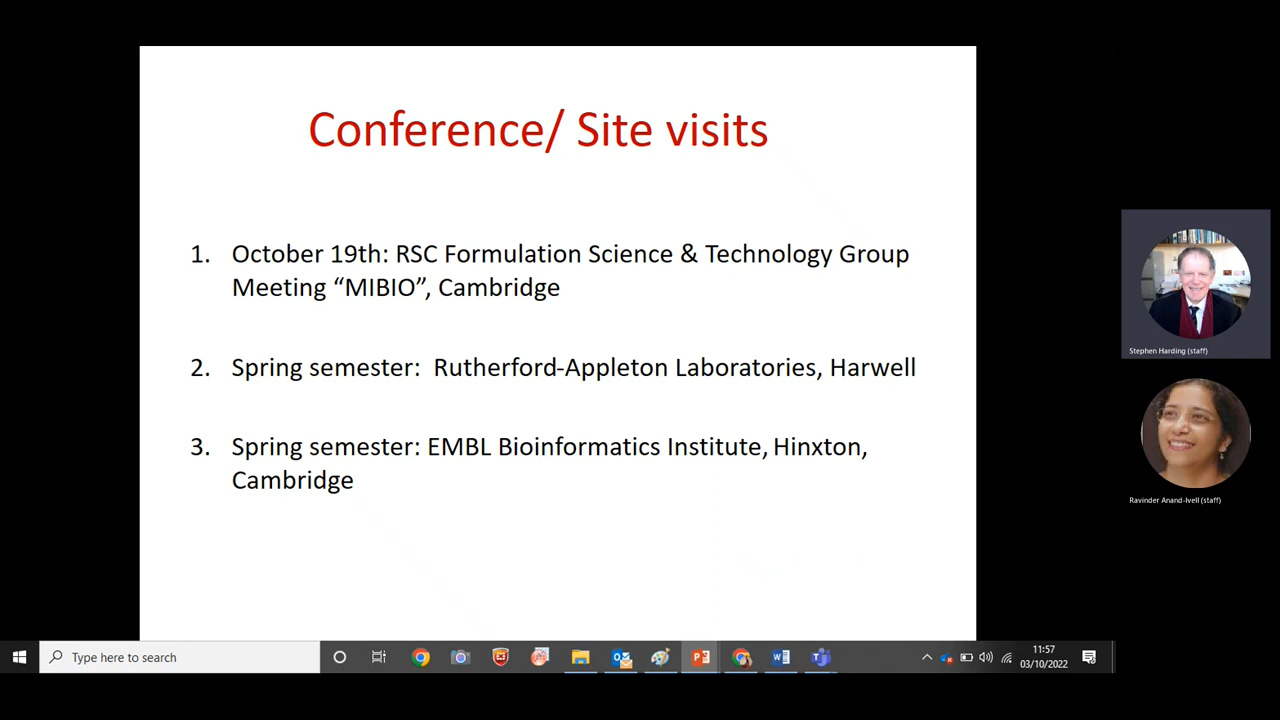 Conference/ Site visits
1. October 19th: RSC Formulation Science & Technology Group
Meeting “MIBIO”, Cambridge
2. Spring semester: Rutherford-Appleton Laboratories, Harwell
3. Spring semester: EMBL Bioinformatics Institute, Hinxton,
Cambridge
Stephen Harding (staff)
Ravinder Anand-Ivell (staff)
Type here to search
11:57
03/10/2022